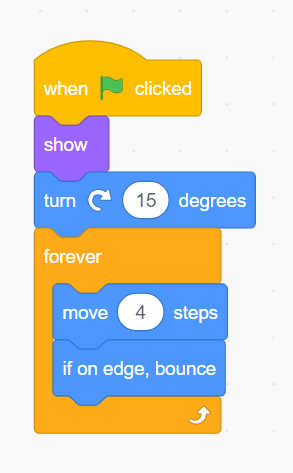 when clicked
show
turn 15 degrees
forever
move 4 steps
if on edge, bounce